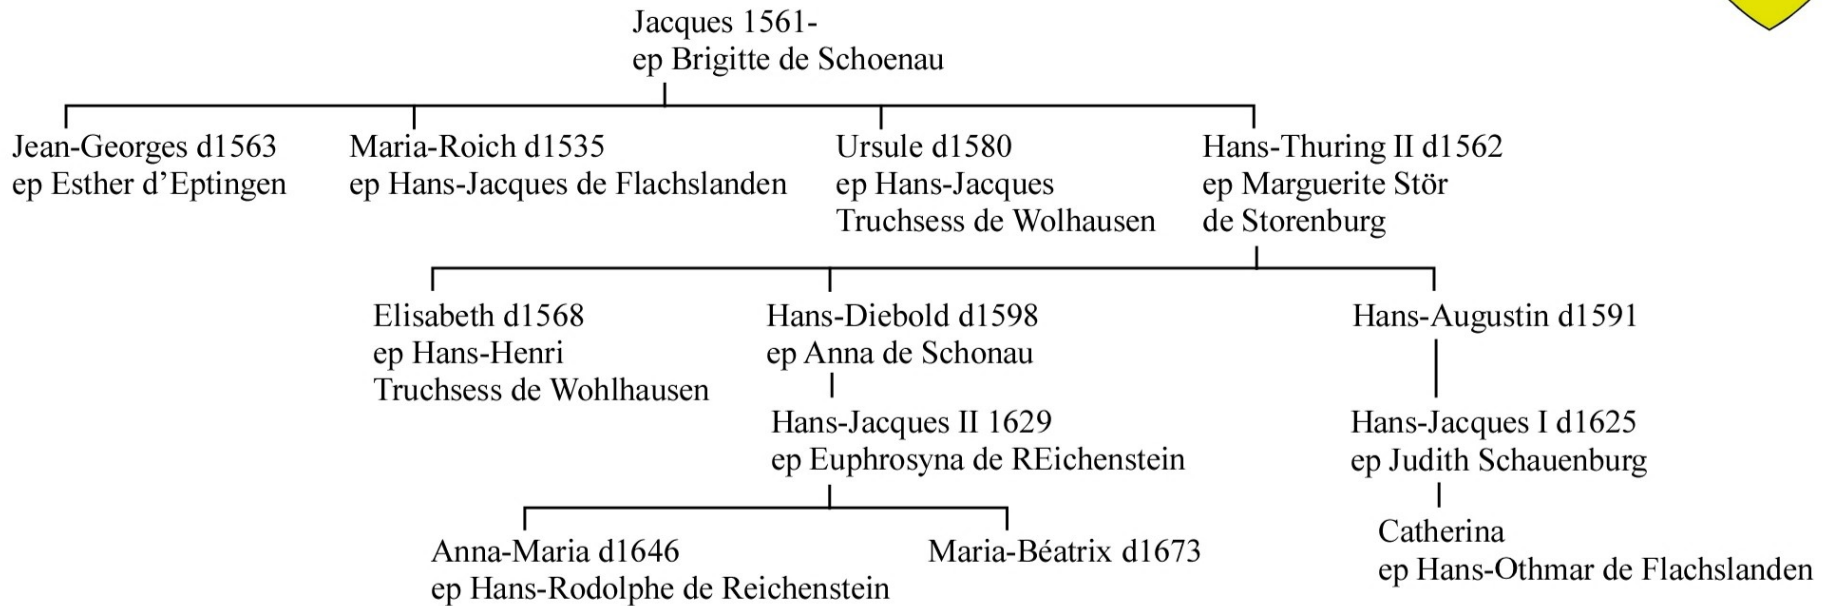 Jacques 1561-
ep Brigitte de Schoenau
Jean-Georges d1563
ep Esther d'Eptingen
Maria-Roich d1535
ep Hans-Jacques de Flachslanden
Ursule d1580
ep Hans-Jacques
Truchsess de Wolhausen
Hans-Thuring II d1562
ep Marguerite Stör
de Storenburg
Elisabeth d1568
ep Hans-Henri
Truchsess de Wohlhausen
Hans-Diebold d1598
ep Anna de Schonau
Hans-Augustin d1591
Hans-Jacques II 1629
ep Euphrosyna de REichenstein
Hans-Jacques I d1625
ep Judith Schauenburg
Anna-Maria d1646
ep Hans-Rodolphe de Reichenstein
Maria-Béatrix d1673
Catherina
ep Hans-Othmar de Flachslanden